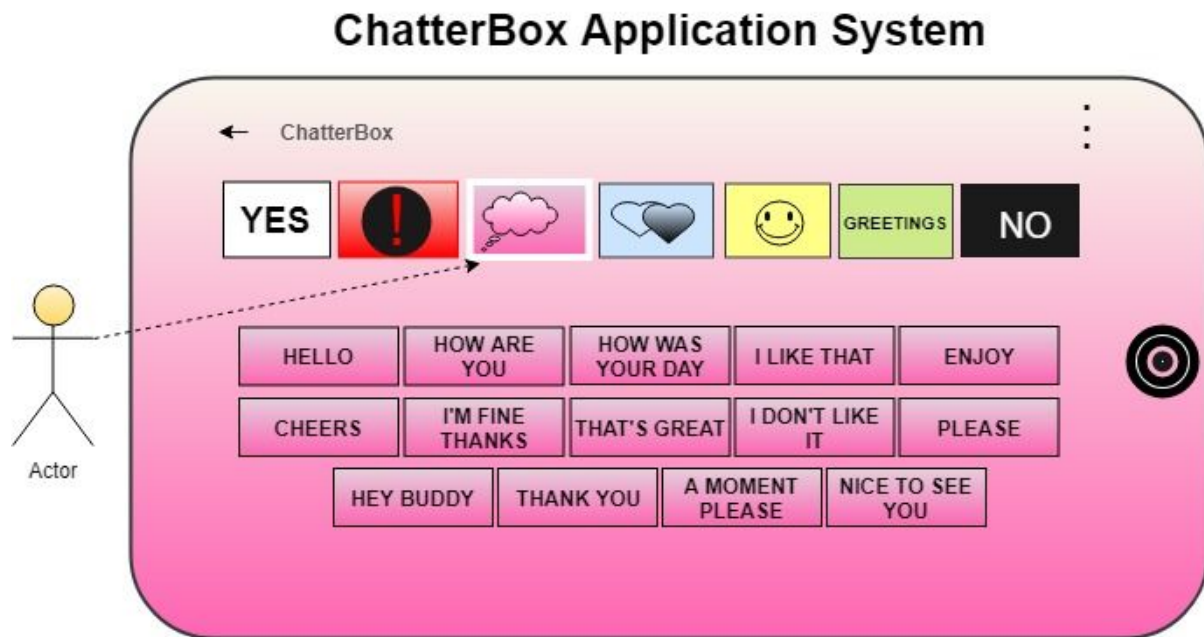 ChatterBox Application System
ChatterBox
YES
!
GREETINGS
NO
HELLO
HOW ARE
YOU
HOW WAS
YOUR DAY
I LIKE THAT
ENJOY
CHEERS
I'M FINE
THANKS
THAT'S GREAT
I DON'T LIKE
IT
PLEASE
HEY BUDDY
THANK YOU
A MOMENT
PLEASE
NICE TO SEE
YOU
Actor